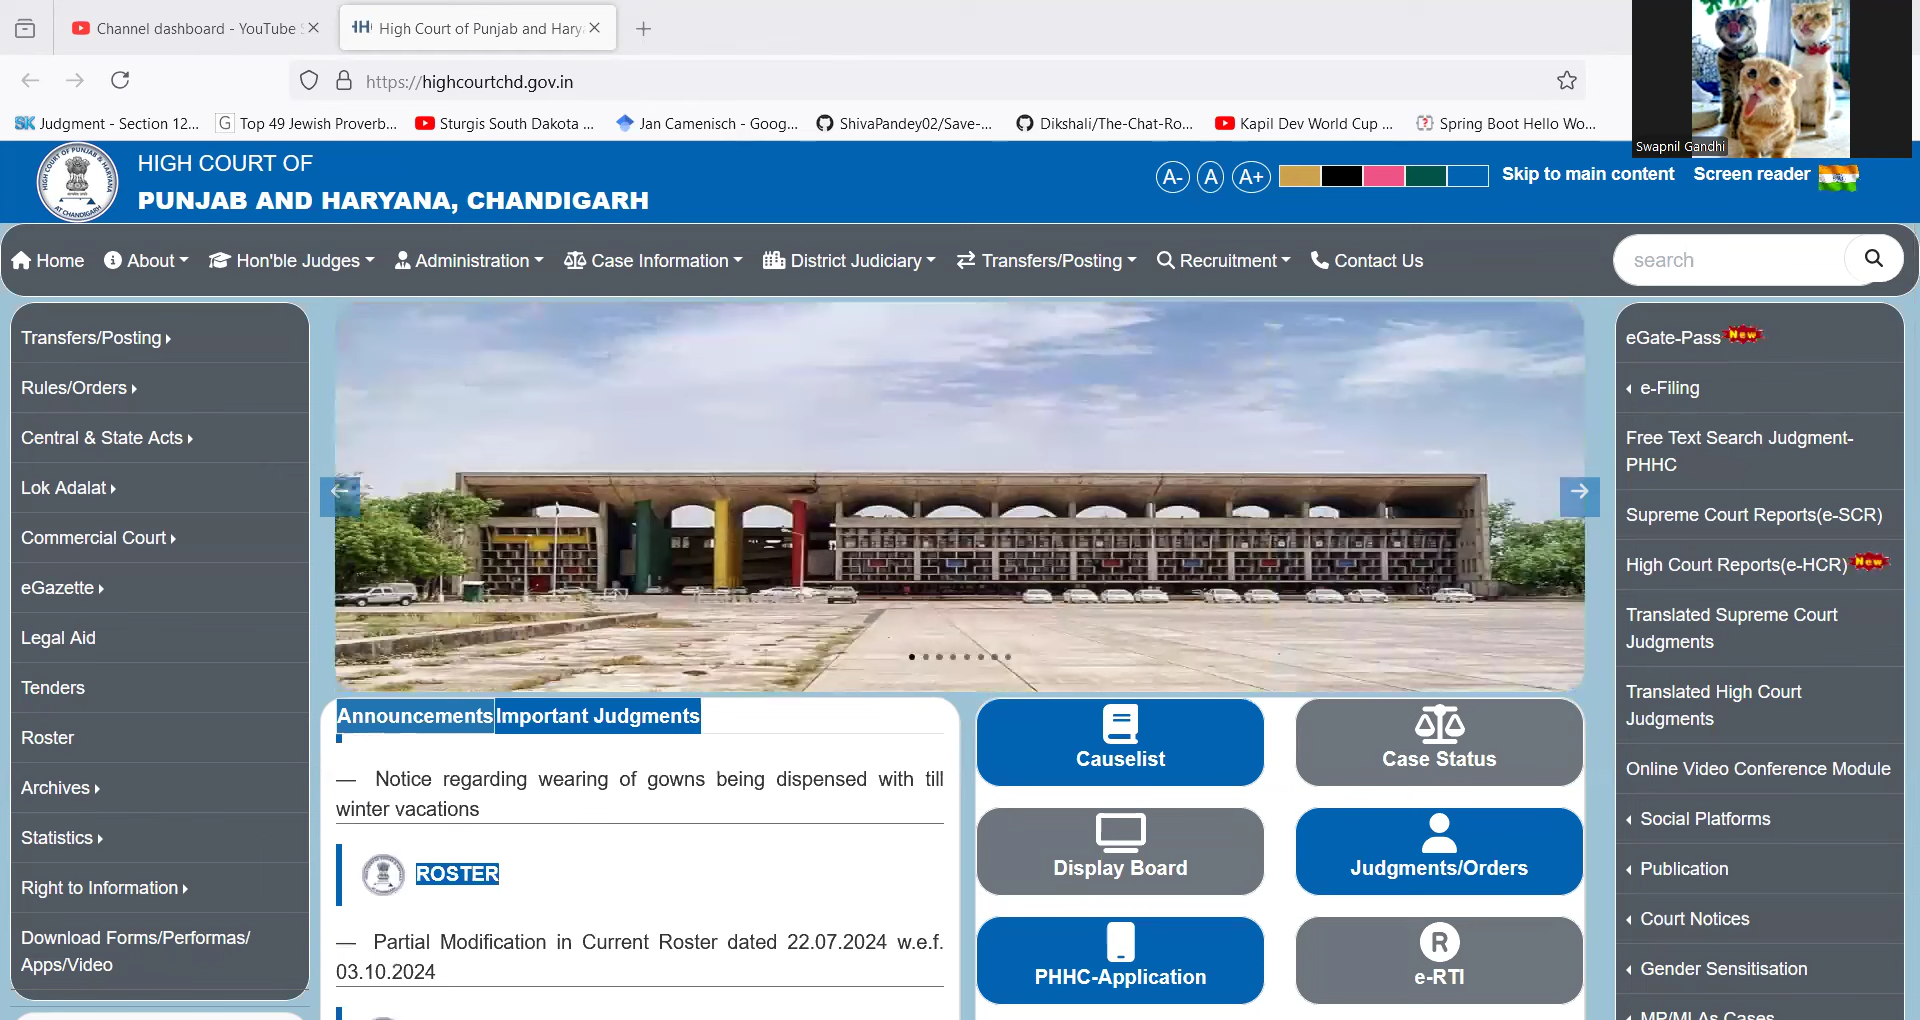 Channel dashboard - YouTube S
High Court of Punjab and Harya
https://highcourtchd.gov.in
Judgment - Section 12...
G Top 49 Jewish Proverb...
Sturgis South Dakota ...
Jan Camenisch - Goog...
ShivaPandey02/Save-...
Dikshali/The-Chat-Ro...
Kapil Dev World Cup ...
Spring Boot Hello Wo...
Swapnil Gandhi
HIGH COURT OF
PUNJAB AND HARYANA, CHANDIGARH
A- A A+
Skip to main content Screen reader
Home About Hon'ble Judges Administration Case Information District Judiciary Transfers/Posting Recruitment Contact Us
search
Transfers/Posting
Rules/Orders
Central & State Acts
Lok Adalat
Commercial Court
eGazette
Legal Aid
Tenders
Roster
Archives
Statistics
Right to Information
Download Forms/Performas/
Apps/Video
Announcements Important Judgments
— Notice regarding wearing of gowns being dispensed with till
winter vacations
ROSTER
— Partial Modification in Current Roster dated 22.07.2024 w.e.f.
03.10.2024
Causelist
Case Status
Display Board
Judgments/Orders
PHHC-Application
R
e-RTI
eGate-Pass New
e-Filing
Free Text Search Judgment-
PHHC
Supreme Court Reports(e-SCR)
High Court Reports(e-HCR) New
Translated Supreme Court
Judgments
Translated High Court
Judgments
Online Video Conference Module
Social Platforms
Publication
Court Notices
Gender Sensitisation
MP/MLAs Cases